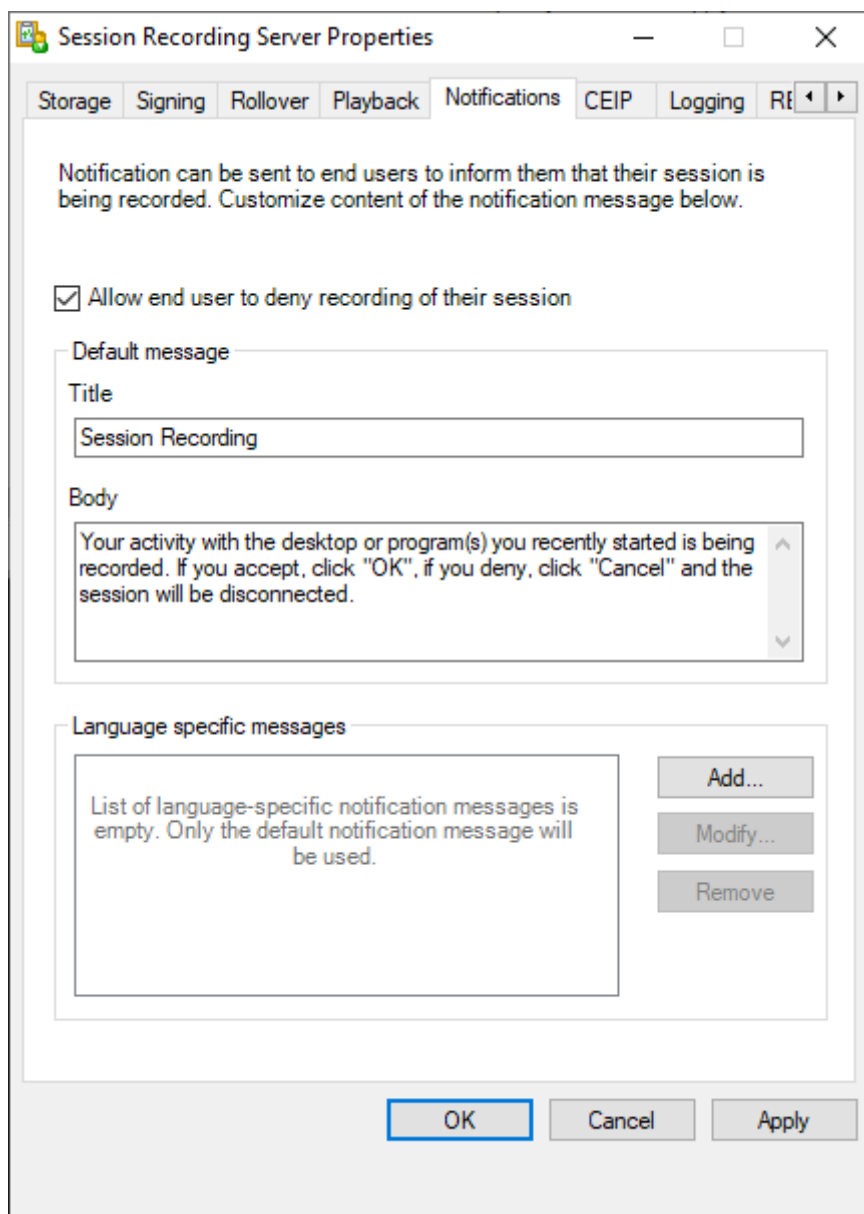 Session Recording Server Properties
Storage Signing Rollover Playback Notifications CEIP Logging
Notification can be sent to end users to inform them that their session is
being recorded. Customize content of the notification message below.
Allow end user to deny recording of their session
Default message
Title
Session Recording
Body
Your activity with the desktop or program(s) you recently started is being
recorded. If you accept, click "OK", if you deny, click "Cancel" and the
session will be disconnected.
Language specific messages
List of language-specific notification messages is
empty. Only the default notification message will
be used.
Add...
Modify...
Remove
OK Cancel Apply